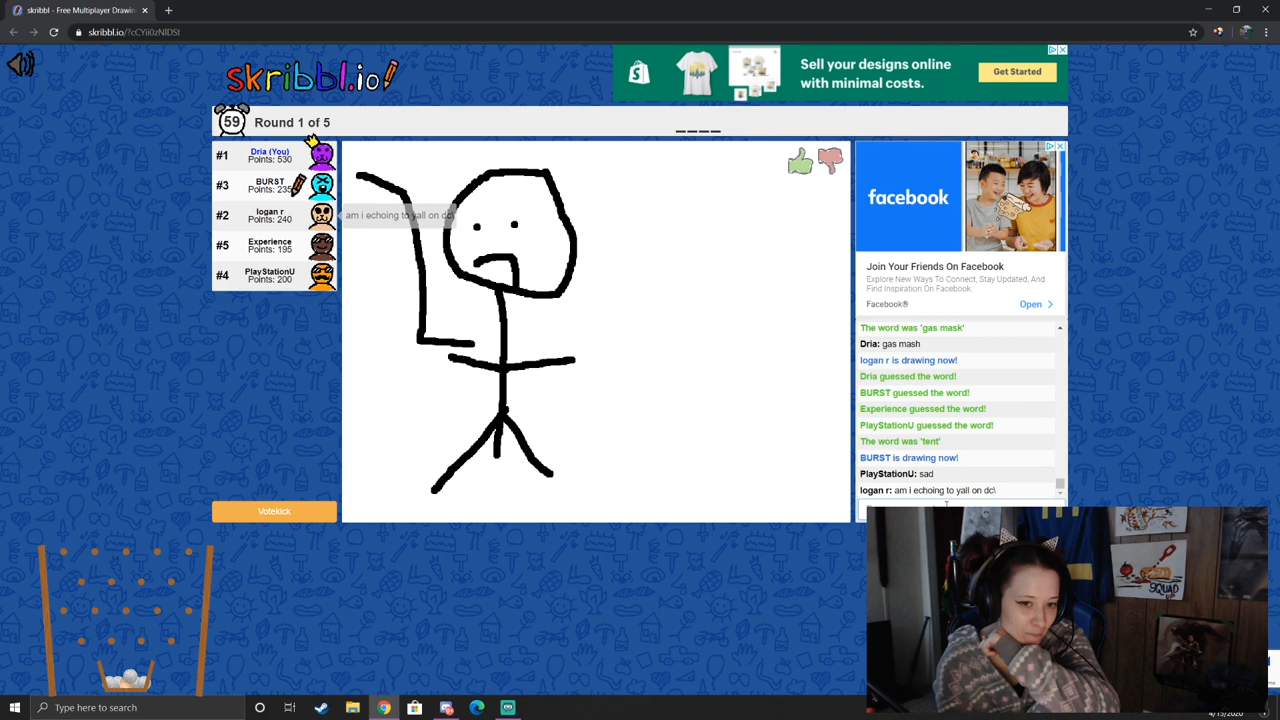 skribbl - Free Multiplayer Drawin
skribbl.io/?cCYii0zNlDSt
skribbl.io!
Sell your designs online
with minimal costs.
Get Started
59
Round 1 of 5
____
#1
Dria (You)
Points: 530
#3
BURST
Points: 235
#2
logan r
Points: 240
#5
Experience
Points: 195
#4
PlayStationU
Points: 200
am i echoing to yall on dc\
Votekick
facebook
Join Your Friends On Facebook
Explore New Ways To Connect, Stay Updated, And
Find Inspiration On Facebook.
Facebook®
Open
The word was 'gas mask'
Dria: gas mash
logan r is drawing now!
Dria guessed the word!
BURST guessed the word!
Experience guessed the word!
PlayStationU guessed the word!
The word was 'tent'
BURST is drawing now!
PlayStationU: sad
logan r: am i echoing to yall on dc\
SQUAD
Type here to search
4/15/2020